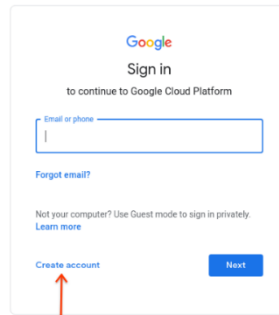 Google
Sign in
to continue to Google Cloud Platform
Email or phone
Forgot email?
Not your computer? Use Guest mode to sign in privately.
Learn more
Create account
Next